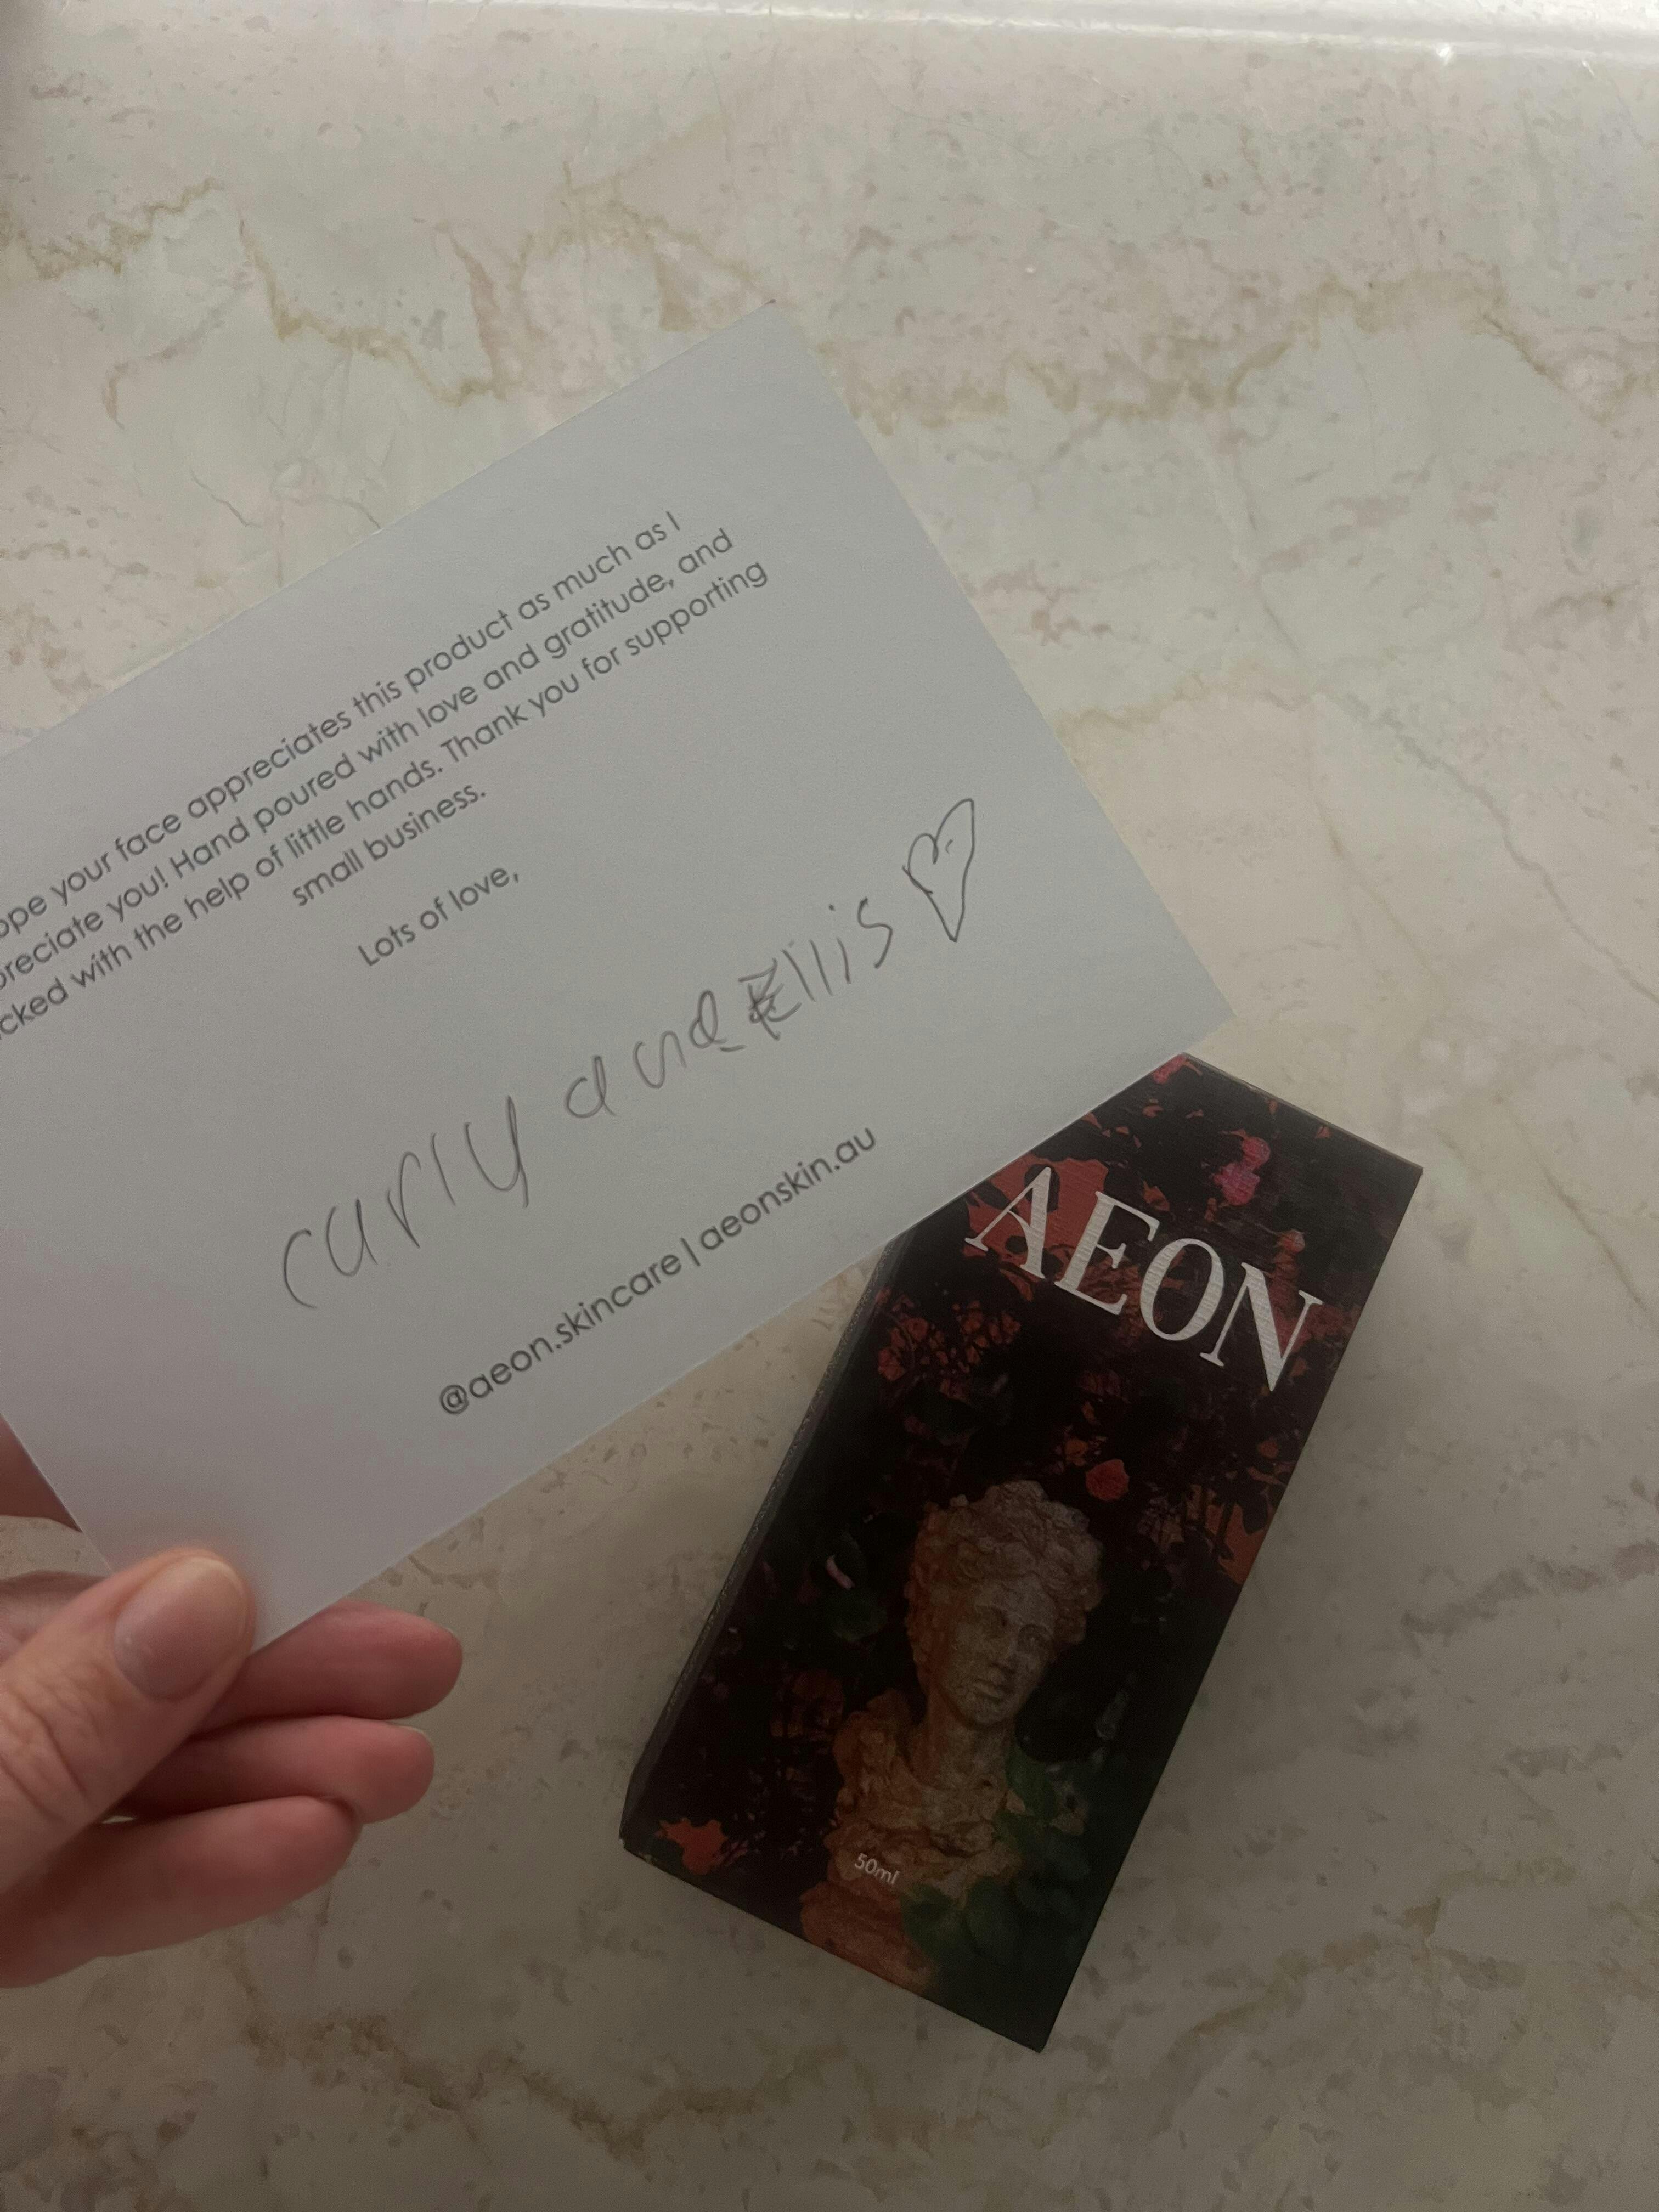 ope your face appreciates this product as much as I
reciate you! Hand poured with love and gratitude, and
cked with the help of little hands. Thank you for supporting
small business.
Lots of love,
curly and Ellis
@aeon.skincare | aeonskin.au
AEON
50ml